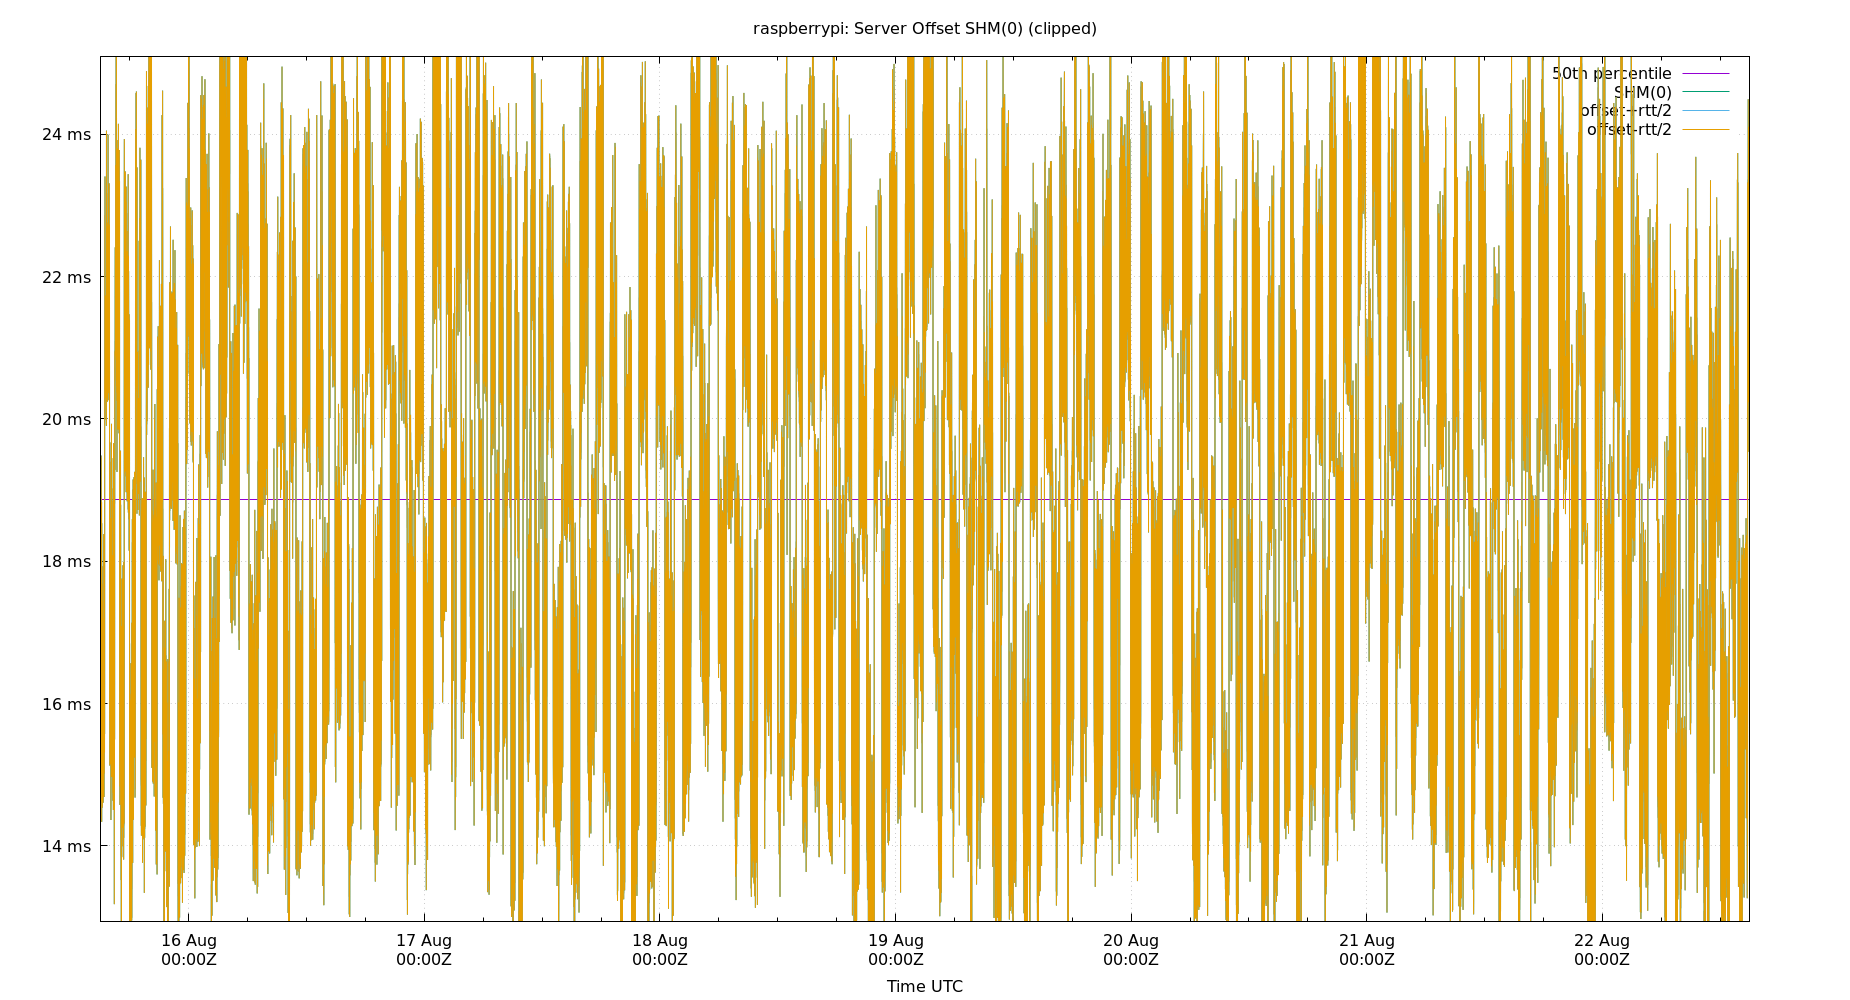 raspberrypi: Server Offset SHM(0) (clipped)
50th percentile
SHM(0)
offset+rtt/2
offset-rtt/2
24 ms
22 ms
20 ms
18 ms
16 ms
14 ms
16 Aug 17 Aug 18 Aug 19 Aug 20 Aug 21 Aug 22 Aug
00:00Z 00:00Z 00:00Z 00:00Z 00:00Z 00:00Z 00:00Z
Time UTC